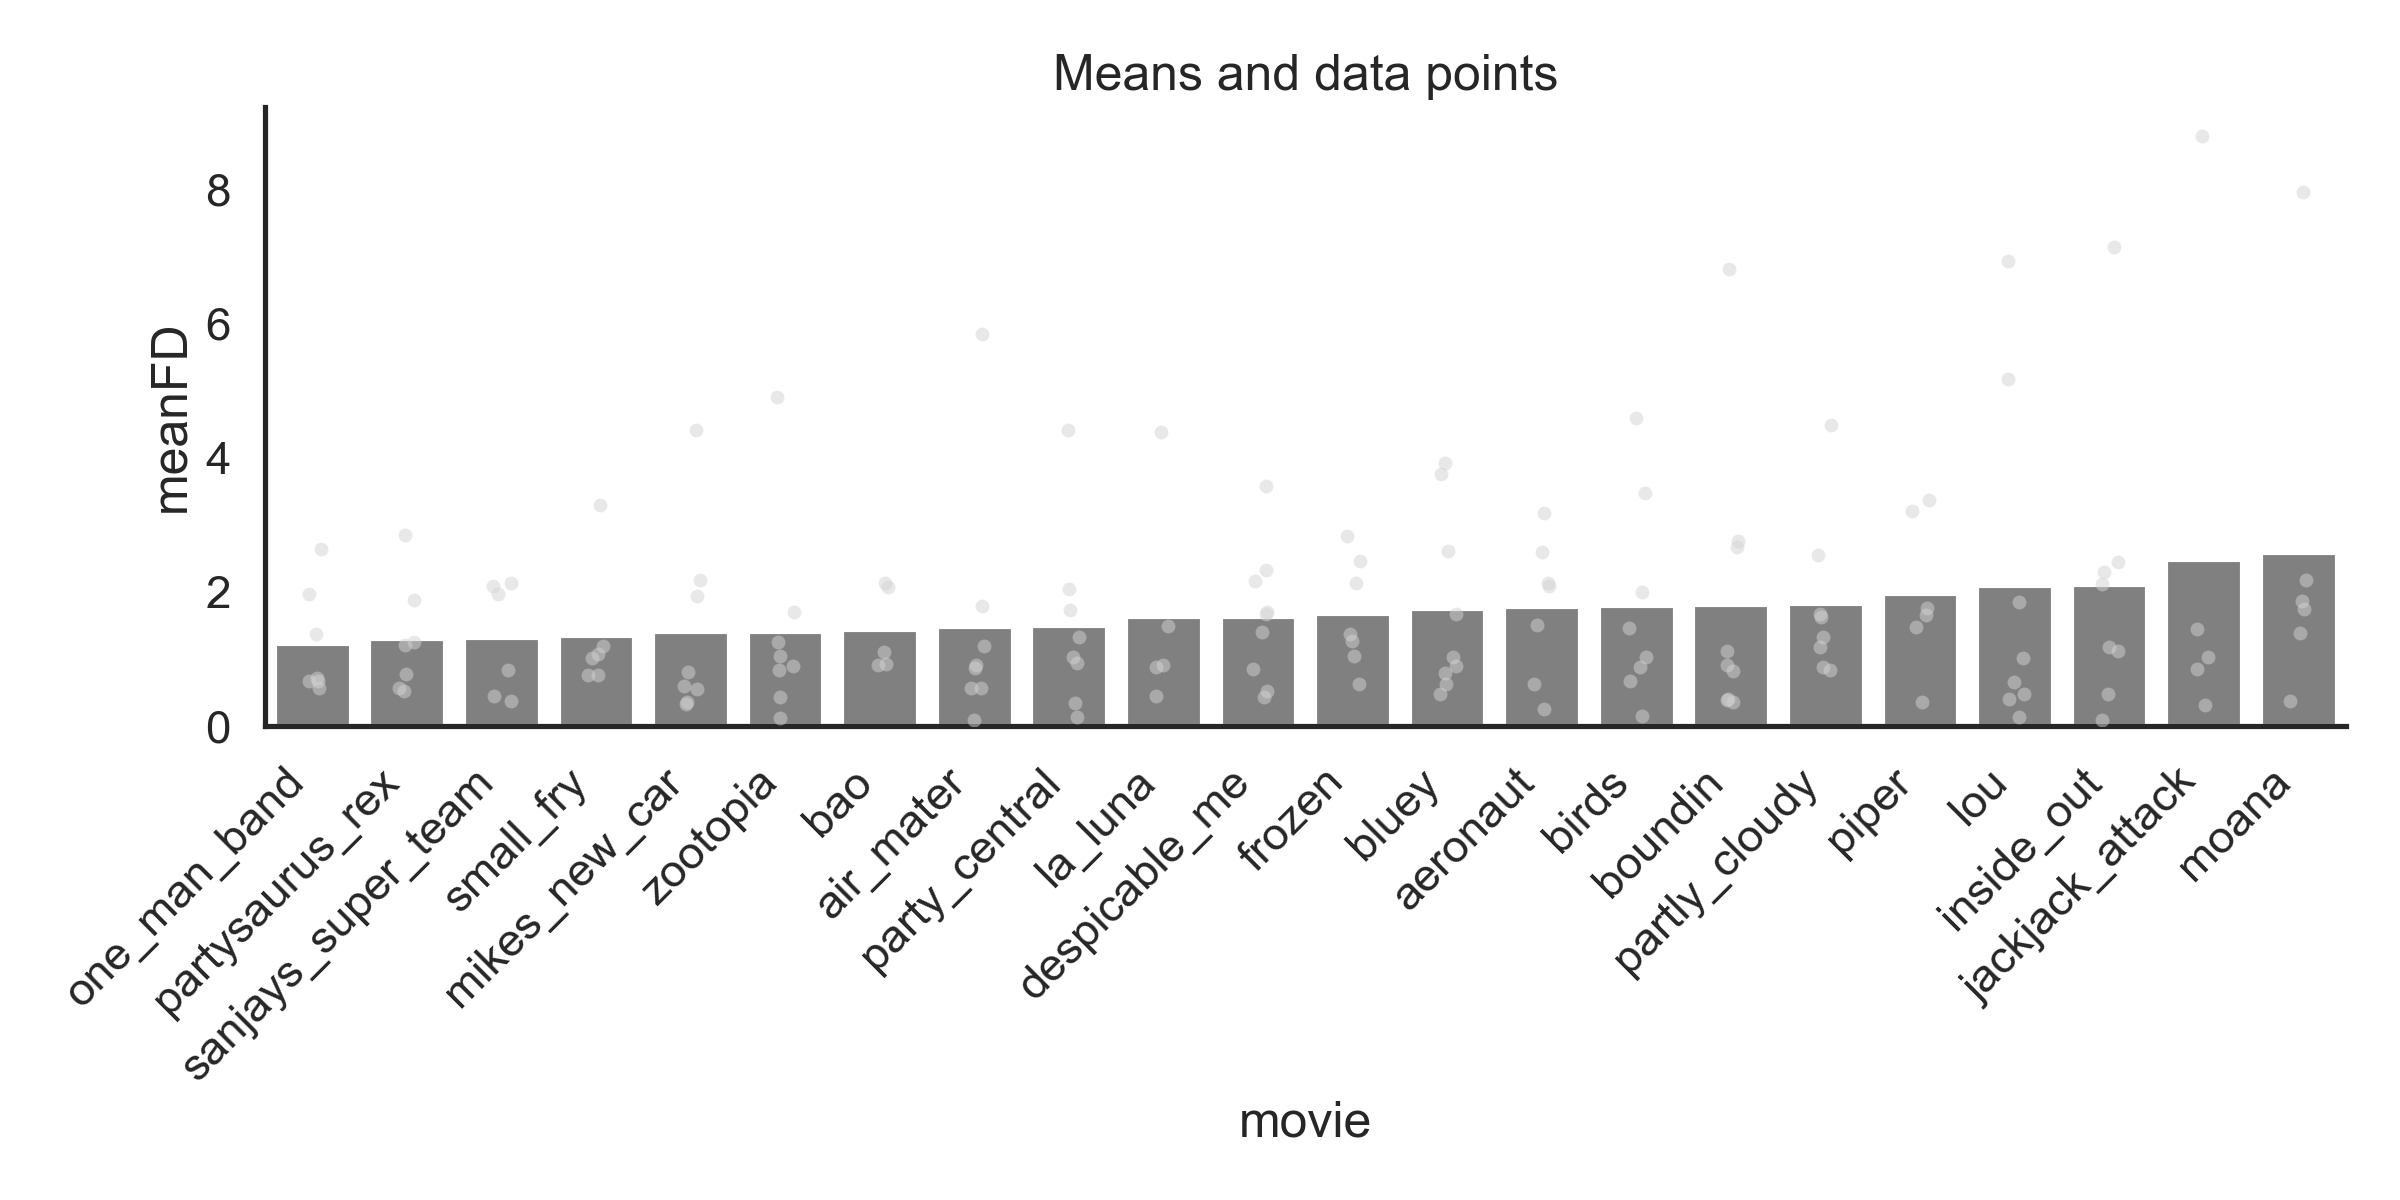 Means and data points
meanFD
8
6
4
2
0
one_man_band
partysaurus_rex
sanjays_super_team
small_fry
mikes_new_car
zootopia
bao
air_mater
party_central
la_luna
despicable_me
frozen
bluey
aeronaut
birds
boundin
partly_cloudy
piper
lou
inside_out
jackjack_attack
moana
movie